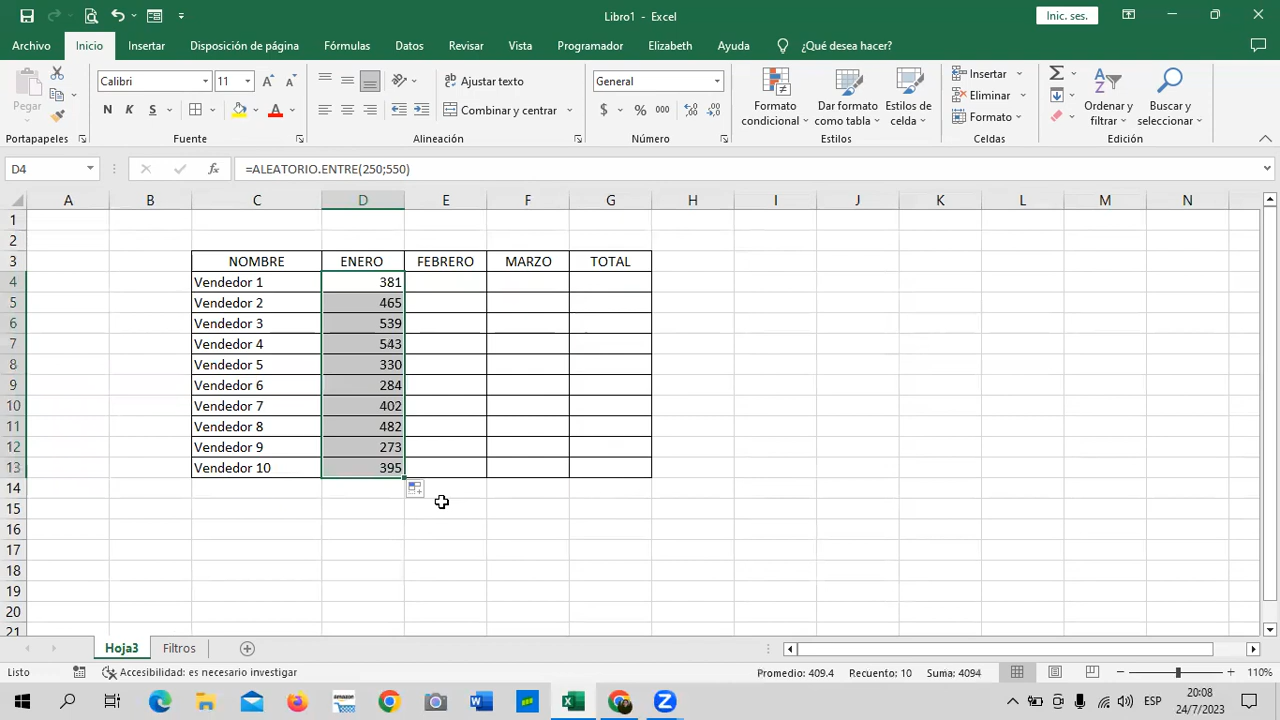 Libro1 - Excel
Inic. ses.
Archivo Inicio Insertar Disposición de página Fórmulas Datos Revisar Vista Programador Elizabeth Ayuda ¿Qué desea hacer?
Pegar
Calibri 11
Ajustar texto
General
N K S
Combinar y centrar
$ % 000
Formato condicional
Dar formato como tabla
Estilos de celda
Insertar
Eliminar
Formato
Ordenar y filtrar
Buscar y seleccionar
Portapapeles Fuente Alineación Número Estilos Celdas Edición
D4 fx =ALEATORIO.ENTRE(250;550)
A B C D E F G H I J K L M N
1
2
3 NOMBRE ENERO FEBRERO MARZO TOTAL
4 Vendedor 1 381
5 Vendedor 2 465
6 Vendedor 3 539
7 Vendedor 4 543
8 Vendedor 5 330
9 Vendedor 6 284
10 Vendedor 7 402
11 Vendedor 8 482
12 Vendedor 9 273
13 Vendedor 10 395
14
15
16
17
18
19
20
21
Hoja3 Filtros
Listo Accesibilidad: es necesario investigar Promedio: 409.4 Recuento: 10 Suma: 4094 110%
ESP
20:08
24/7/2023